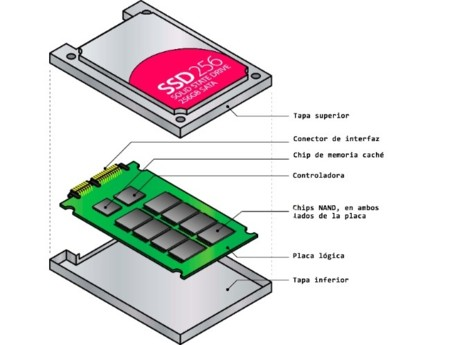 SSD256
SOLID STATE DRIVE
256GB SATA
Tapa superior
Conector de interfaz
Chip de memoria caché
Controladora
Chips NAND, en ambos
lados de la placa
Placa lógica
Tapa inferior